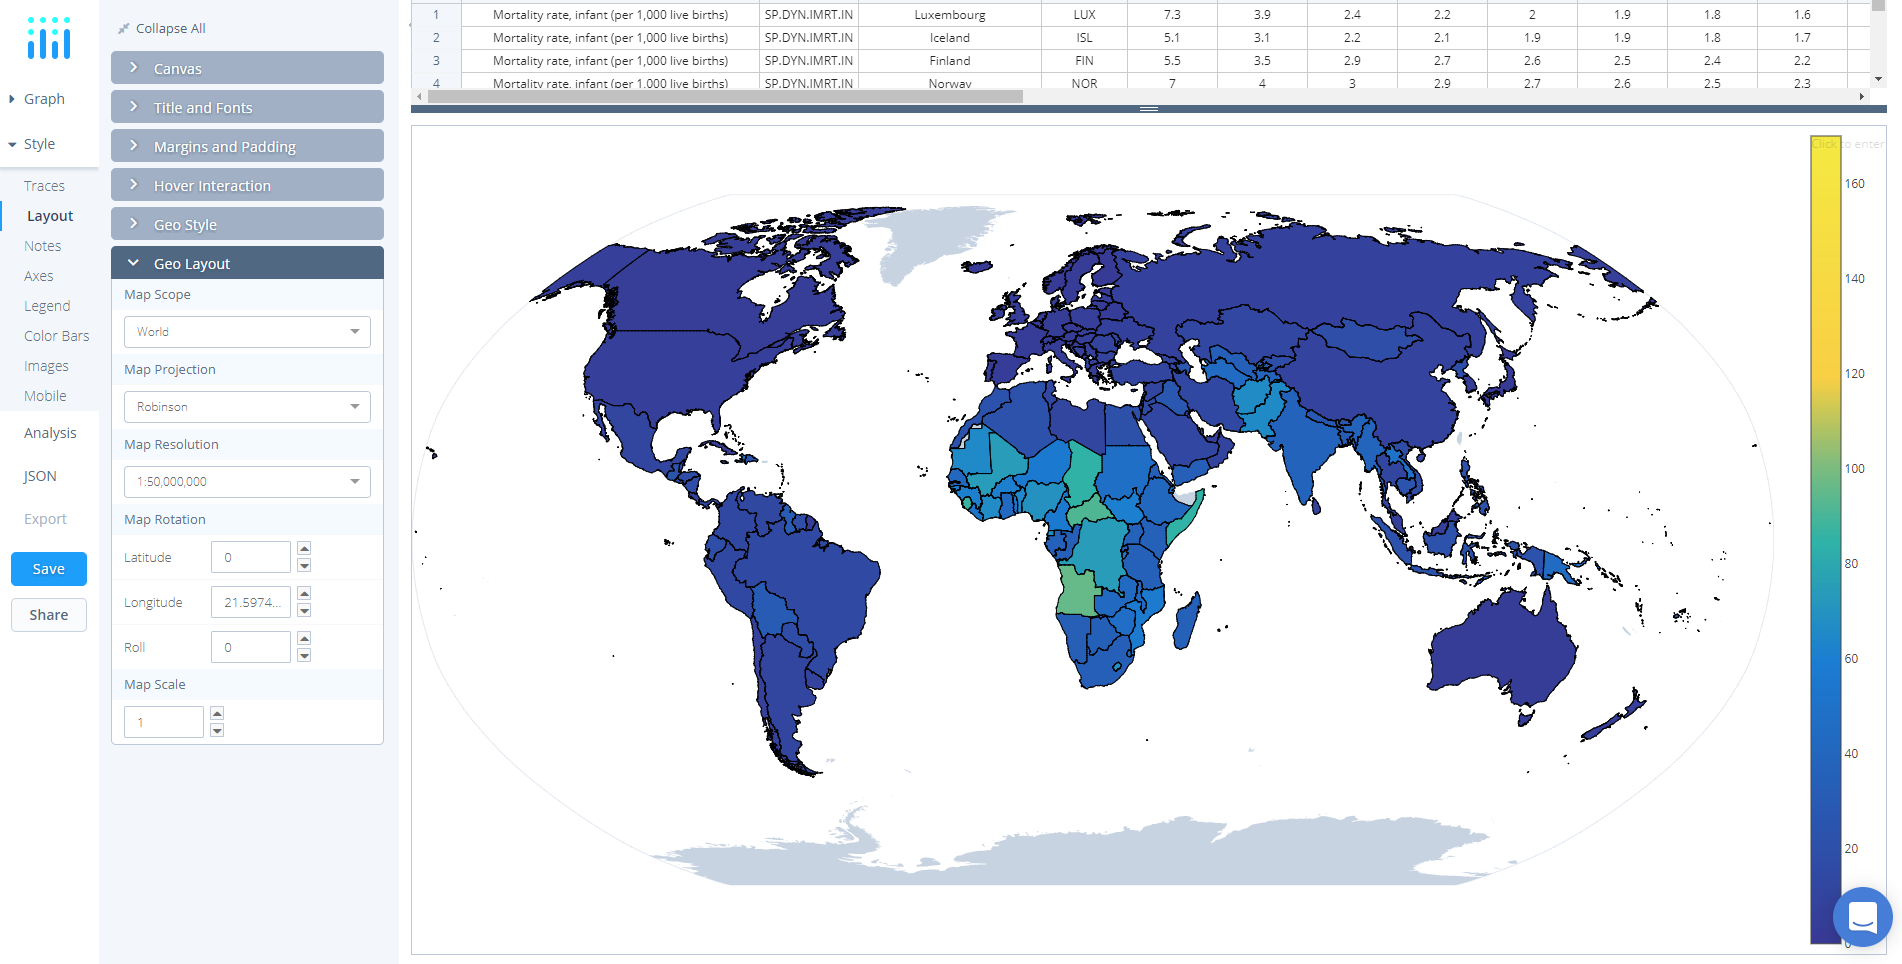 1 Mortality rate, infant (per 1,000 live births) SP.DYN.IMRT.IN Luxembourg LUX 7.3 3.9 2.4 2.2 2 1.9 1.8 1.6
2 Mortality rate, infant (per 1,000 live births) SP.DYN.IMRT.IN Iceland ISL 5.1 3.1 2.2 2.1 1.9 1.9 1.8 1.7
3 Mortality rate, infant (per 1,000 live births) SP.DYN.IMRT.IN Finland FIN 5.5 3.5 2.9 2.7 2.6 2.5 2.4 2.2
4 Mortality rate, infant (per 1,000 live births) SP.DYN.IMRT.IN Norway NOR 7 4 3 2.9 2.7 2.6 2.5 2.3
Graph
Style
Traces
Layout
Notes
Axes
Legend
Color Bars
Images
Mobile
Analysis
JSON
Export
Save
Share
Collapse All
Canvas
Title and Fonts
Margins and Padding
Hover Interaction
Geo Style
Geo Layout
Map Scope
World
Map Projection
Robinson
Map Resolution
1:50,000,000
Map Rotation
Latitude 0
Longitude 21.5974...
Roll 0
Map Scale
1
Click to enter
160
140
120
100
80
60
40
20
0